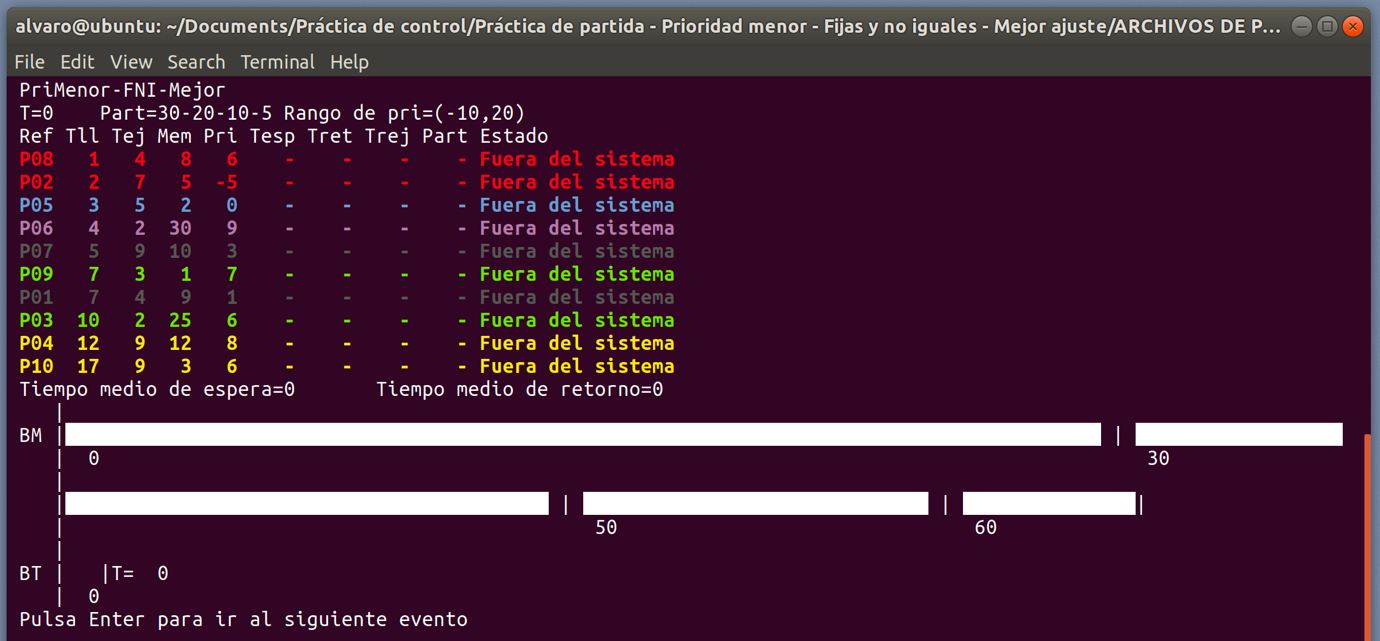 alvaro@ubuntu: ~/Documents/Práctica de control/Práctica de partida - Prioridad menor - Fijas y no iguales - Mejor ajuste/ARCHIVOS DE P...
File Edit View Search Terminal Help
PriMenor-FNI-Mejor
T=0 Part=30-20-10-5 Rango de pri=(-10,20)
Ref Tll Tej Mem Pri Tesp Tret Trej Part Estado
P08 1 4 8 6 - - - - Fuera del sistema
P02 2 7 5 -5 - - - - Fuera del sistema
P05 3 5 2 0 - - - - Fuera del sistema
P06 4 2 30 9 - - - - Fuera del sistema
P07 5 9 10 3 - - - - Fuera del sistema
P09 7 3 1 7 - - - - Fuera del sistema
P01 7 4 9 1 - - - - Fuera del sistema
P03 10 2 25 6 - - - - Fuera del sistema
P04 12 9 12 8 - - - - Fuera del sistema
P10 17 9 3 6 - - - - Fuera del sistema
Tiempo medio de espera=0 Tiempo medio de retorno=0
|
BM | | 
| 0 30
|
| | | |
| 50 60
|
BT | |T= 0
| 0
Pulsa Enter para ir al siguiente evento